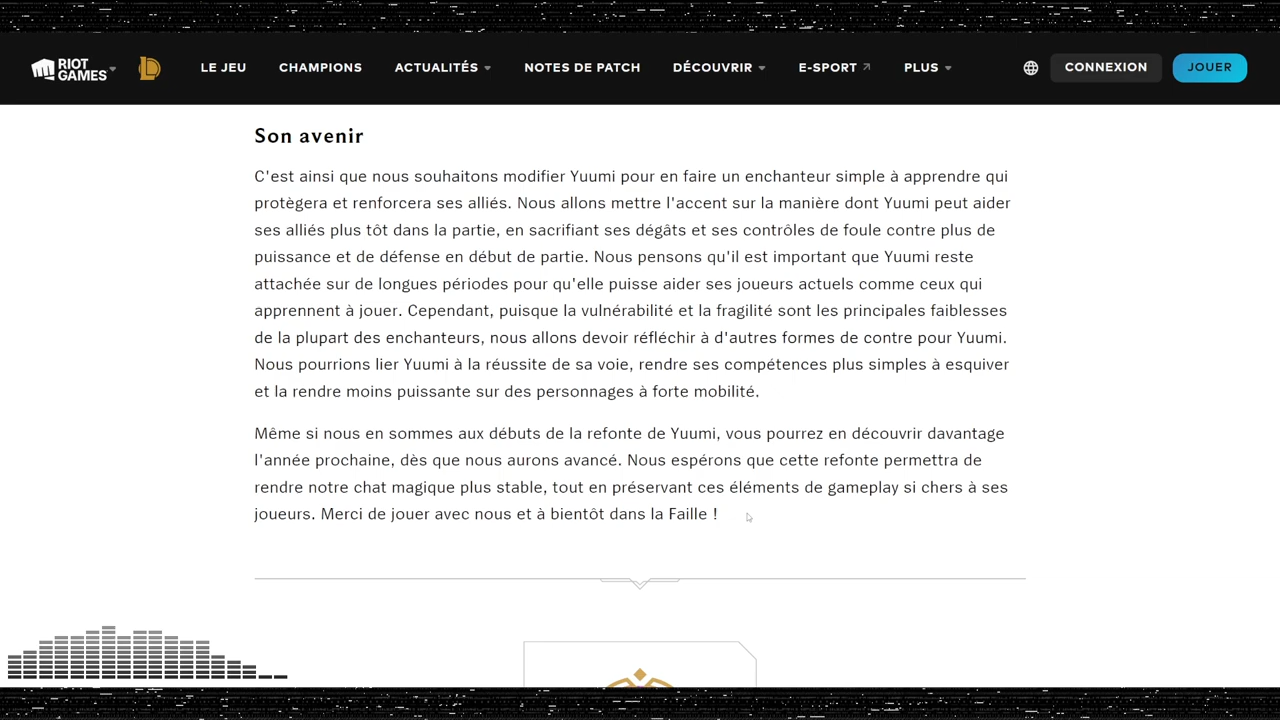 RIOT GAMES
LE JEU CHAMPIONS ACTUALITÉS NOTES DE PATCH DÉCOUVRIR E-SPORT PLUS CONNEXION JOUER
Son avenir
C'est ainsi que nous souhaitons modifier Yuumi pour en faire un enchanteur simple à apprendre qui
protègera et renforcera ses alliés. Nous allons mettre l'accent sur la manière dont Yuumi peut aider
ses alliés plus tôt dans la partie, en sacrifiant ses dégâts et ses contrôles de foule contre plus de
puissance et de défense en début de partie. Nous pensons qu'il est important que Yuumi reste
attachée sur de longues périodes pour qu'elle puisse aider ses joueurs actuels comme ceux qui
apprennent à jouer. Cependant, puisque la vulnérabilité et la fragilité sont les principales faiblesses
de la plupart des enchanteurs, nous allons devoir réfléchir à d'autres formes de contre pour Yuumi.
Nous pourrions lier Yuumi à la réussite de sa voie, rendre ses compétences plus simples à esquiver
et la rendre moins puissante sur des personnages à forte mobilité.
Même si nous en sommes aux débuts de la refonte de Yuumi, vous pourrez en découvrir davantage
l'année prochaine, dès que nous aurons avancé. Nous espérons que cette refonte permettra de
rendre notre chat magique plus stable, tout en préservant ces éléments de gameplay si chers à ses
joueurs. Merci de jouer avec nous et à bientôt dans la Faille !